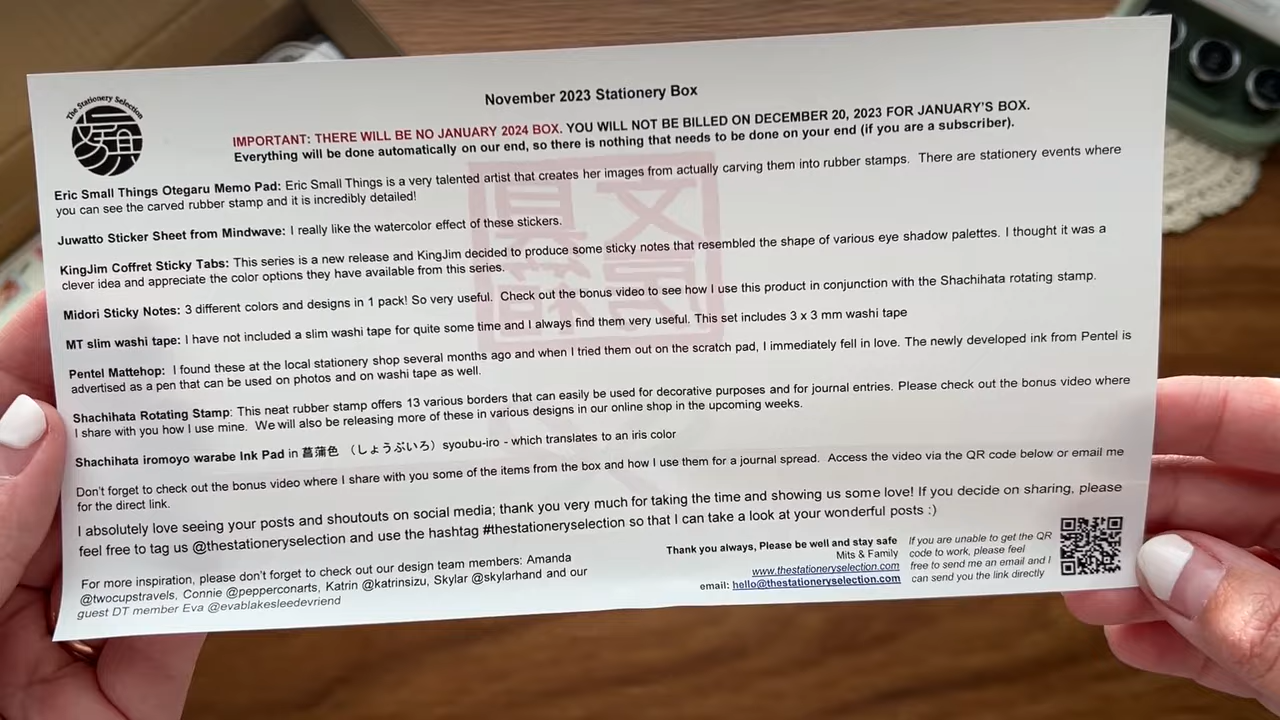 The Stationery Selection
November 2023 Stationery Box
IMPORTANT: THERE WILL BE NO JANUARY 2024 BOX. YOU WILL NOT BE BILLED ON DECEMBER 20, 2023 FOR JANUARY'S BOX.
Everything will be done automatically on our end, so there is nothing that needs to be done on your end (if you are a subscriber).
Eric Small Things Otegaru Memo Pad: Eric Small Things is a very talented artist that creates her images from actually carving them into rubber stamps. There are stationery events where
you can see the carved rubber stamp and it is incredibly detailed!
Juwatto Sticker Sheet from Mindwave: I really like the watercolor effect of these stickers.
KingJim Coffret Sticky Tabs: This series is a new release and KingJim decided to produce some sticky notes that resembled the shape of various eye shadow palettes. I thought it was a
clever idea and appreciate the color options they have available from this series.
Midori Sticky Notes: 3 different colors and designs in 1 pack! So very useful. Check out the bonus video to see how I use this product in conjunction with the Shachihata rotating stamp.
MT slim washi tape: I have not included a slim washi tape for quite some time and I always find them very useful. This set includes 3 x 3 mm washi tape
Pentel Mattehop: I found these at the local stationery shop several months ago and when I tried them out on the scratch pad, I immediately fell in love. The newly developed ink from Pentel is
advertised as a pen that can be used on photos and on washi tape as well.
Shachihata Rotating Stamp: This neat rubber stamp offers 13 various borders that can easily be used for decorative purposes and for journal entries. Please check out the bonus video where
I share with you how I use mine. We will also be releasing more of these in various designs in our online shop in the upcoming weeks.
Shachihata iromoyo warabe Ink Pad in 菖蒲色 （しょうぶいろ）syoubu-iro - which translates to an iris color
Don't forget to check out the bonus video where I share with you some of the items from the box and how I use them for a journal spread. Access the video via the QR code below or email me
for the direct link.
I absolutely love seeing your posts and shoutouts on social media; thank you very much for taking the time and showing us some love! If you decide on sharing, please
feel free to tag us @thestationeryselection and use the hashtag #thestationeryselection so that I can take a look at your wonderful posts :)
For more inspiration, please don't forget to check out our design team members: Amanda
@twocupstravels, Connie @pepperconarts, Katrin @katrinsizu, Skylar @skylarhand and our
guest DT member Eva @evablakesleedevriend
Thank you always, Please be well and stay safe
Mits & Family
www.thestationeryselection.com
email: hello@thestationeryselection.com
If you are unable to get the QR
code to work, please feel
free to send me an email and I
can send you the link directly